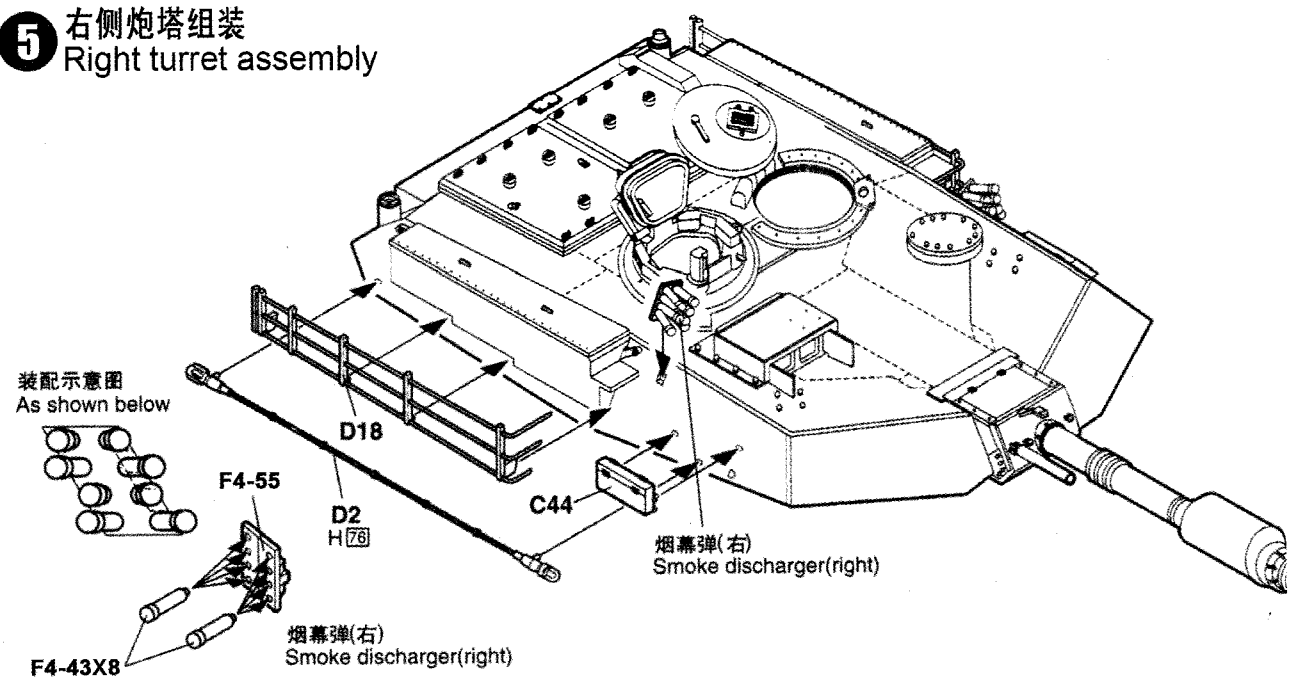 5 右侧炮塔组装
Right turret assembly
装配示意图
As shown below
D18
F4-55
D2
H 76
C44
烟幕弹(右)
Smoke discharger(right)
烟幕弹(右)
Smoke discharger(right)
F4-43X8